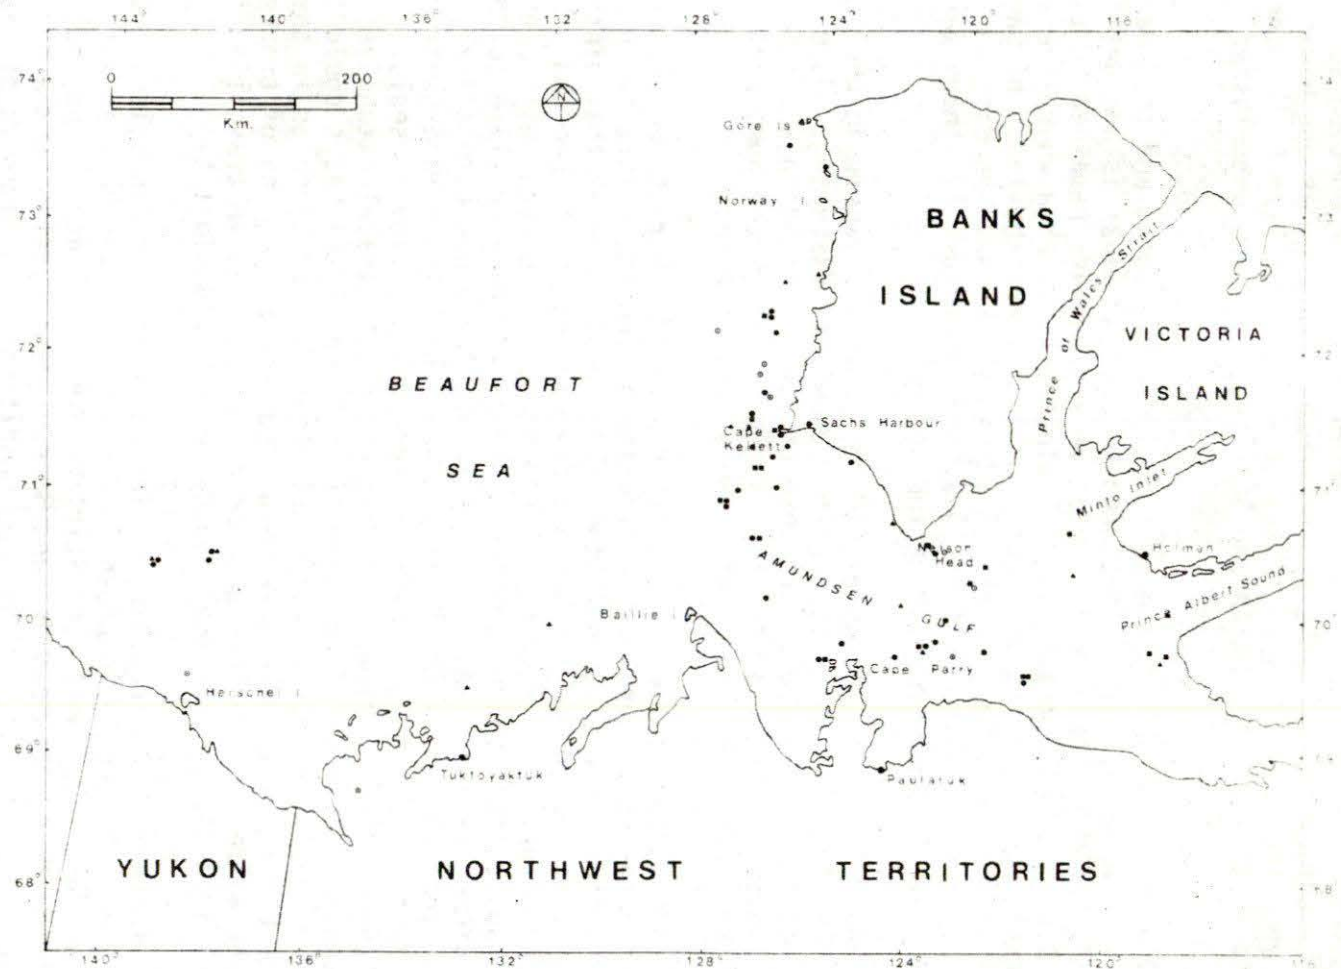 144° 140° 136° 132° 128° 124° 120° 116°
74°
0 200
Km.
N
Gore Is
73°
Norway I.
BANKS
ISLAND
Prince of Wales Strait
72°
VICTORIA
ISLAND
BEAUFORT
SEA
Cape
Kellett
Sachs Harbour
71°
Minto Inlet
Nelson
Head
Holman
AMUNDSEN
GULF
Prince Albert Sound
70°
Baillie I.
Cape Parry
Herschel I.
69°
Tuktoyaktuk
Paulatuk
YUKON
NORTHWEST
TERRITORIES
68°
140° 136° 132° 128° 124° 120° 116°